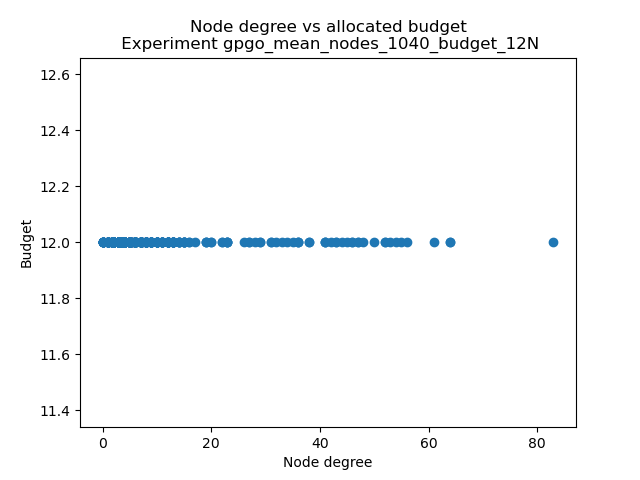 Node degree vs allocated budget
Experiment gpgo_mean_nodes_1040_budget_12N
12.6
12.4
12.2
12.0
11.8
11.6
11.4
Budget
0 20 40 60 80
Node degree